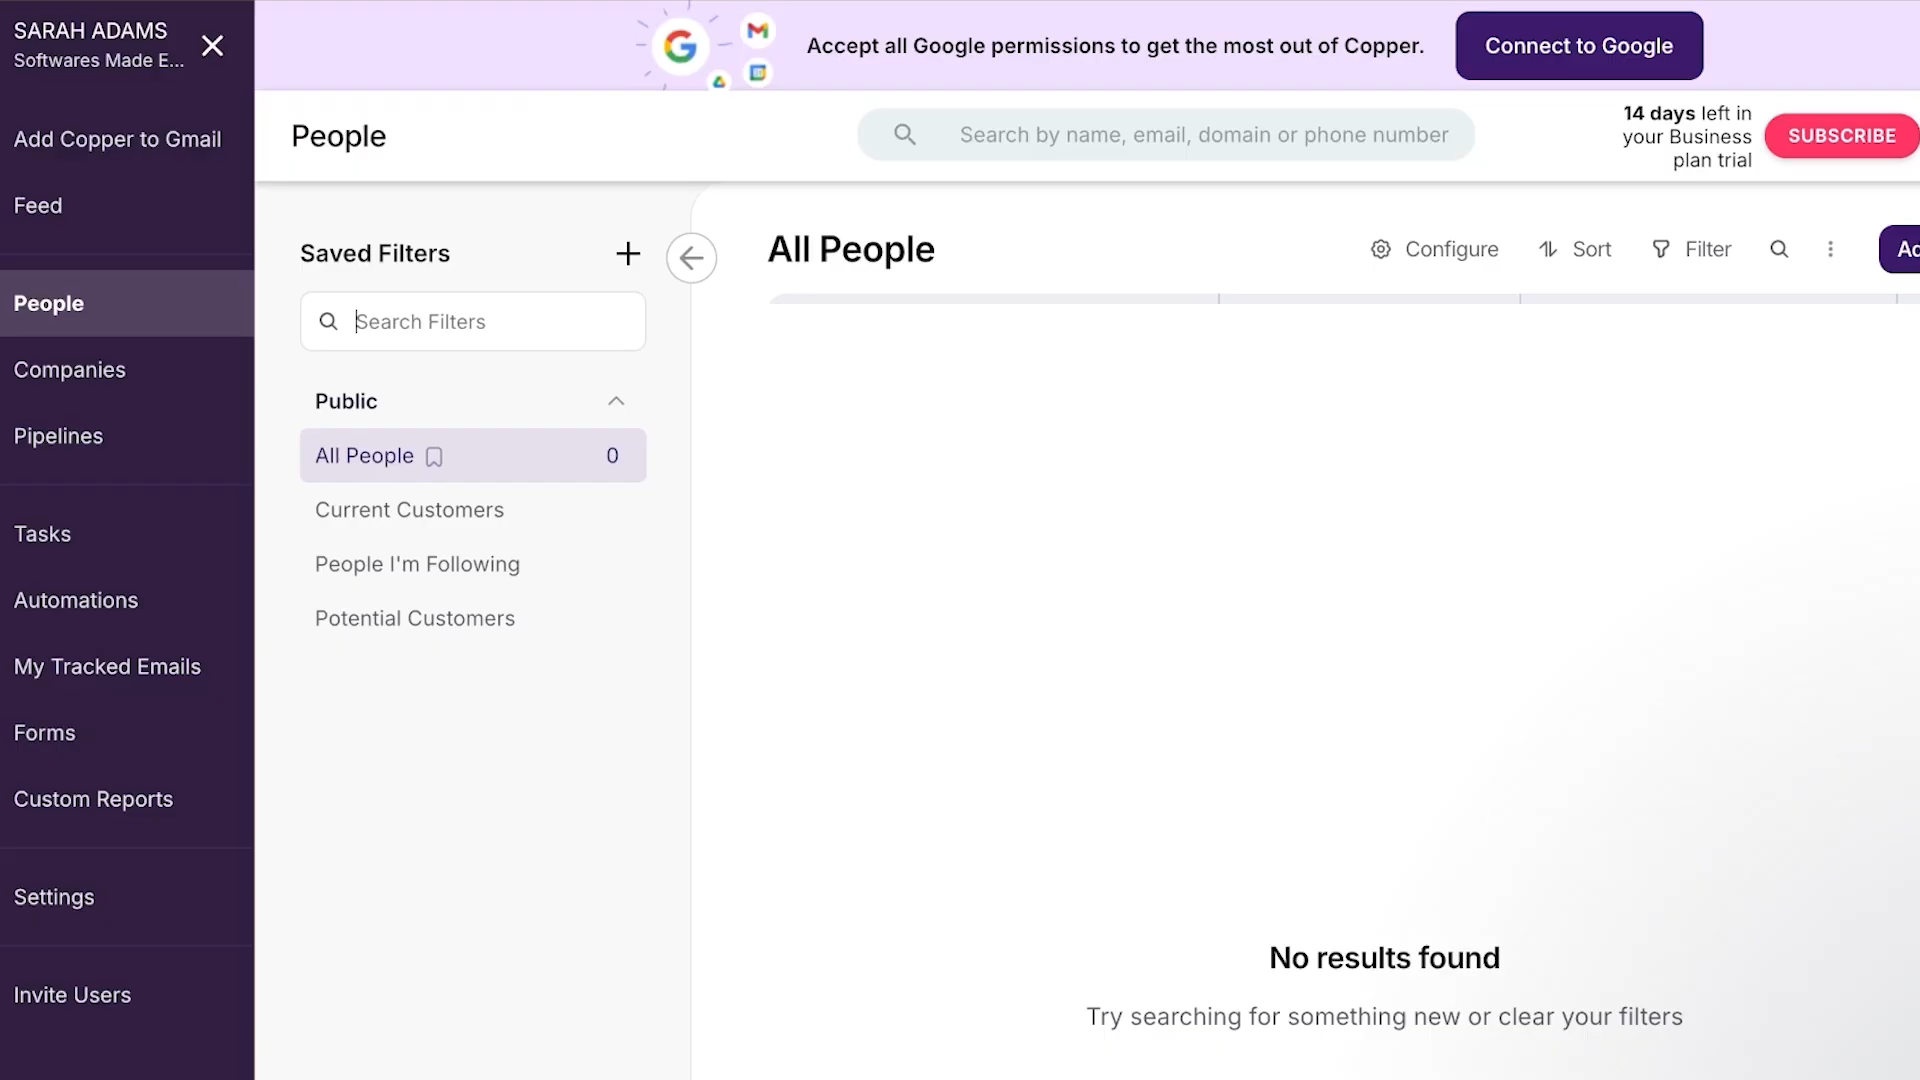 SARAH ADAMS
Softwares Made E...
Add Copper to Gmail
Feed
People
Companies
Pipelines
Tasks
Automations
My Tracked Emails
Forms
Custom Reports
Settings
Invite Users
Accept all Google permissions to get the most out of Copper.
Connect to Google
People
Search by name, email, domain or phone number
14 days left in
your Business
plan trial
SUBSCRIBE
Saved Filters
Search Filters
Public
All People 0
Current Customers
People I'm Following
Potential Customers
All People
Configure
Sort
Filter
No results found
Try searching for something new or clear your filters